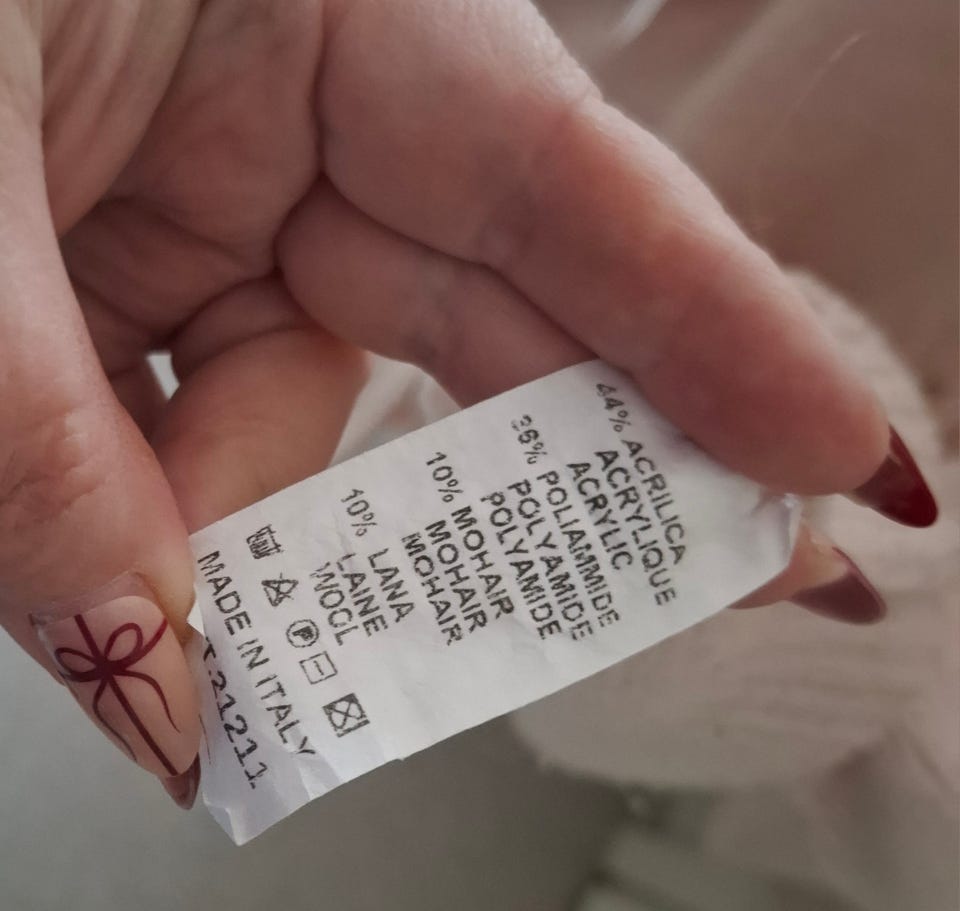 44% ACRILICA
ACRYLIQUE
ACRYLIC
36% POLIAMMIDE
POLYAMIDE
POLYAMIDE
10% MOHAIR
MOHAIR
MOHAIR
10% LANA
LAINE
WOOL
P
MADE IN ITALY
21211